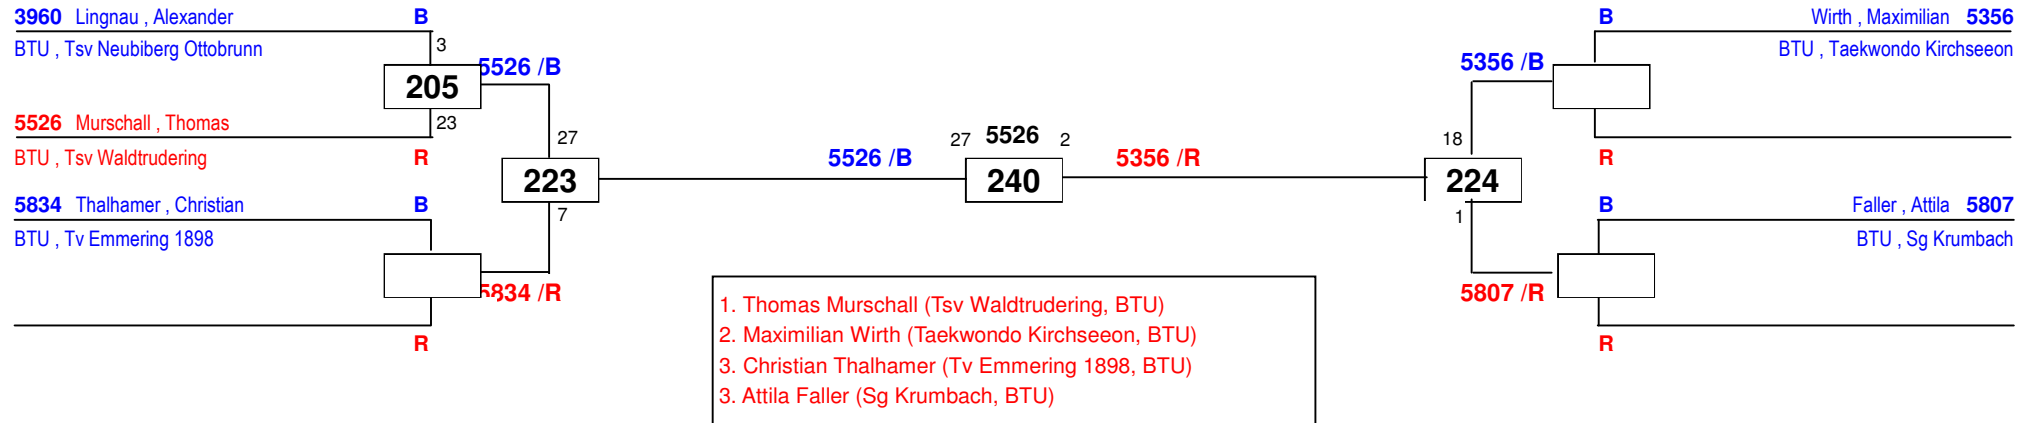 3960 Lingnau , Alexander B
BTU , Tsv Neubiberg Ottobrunn
3
205
5526 /B
5526 Murschall , Thomas
23
BTU , Tsv Waldtrudering R
27
223
7
5834 Thalhamer , Christian B
BTU , Tv Emmering 1898
5834 /R
R
5526 /B
27 5526 2
240
5356 /R
B Wirth , Maximilian 5356
BTU , Taekwondo Kirchseeon
5356 /B
18
R
224
1
B Faller , Attila 5807
BTU , Sg Krumbach
5807 /R
R
1. Thomas Murschall (Tsv Waldtrudering, BTU)
2. Maximilian Wirth (Taekwondo Kirchseeon, BTU)
3. Christian Thalhamer (Tv Emmering 1898, BTU)
3. Attila Faller (Sg Krumbach, BTU)